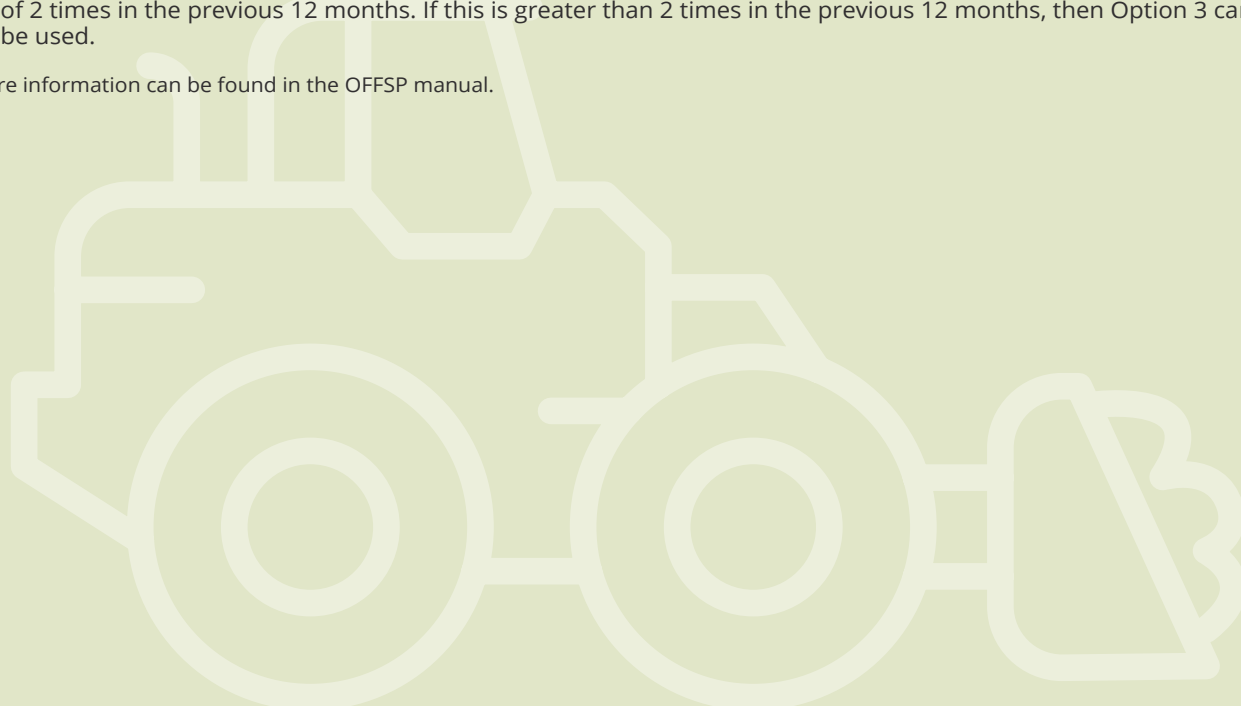 of 2 times in the previous 12 months. If this is greater than 2 times in the previous 12 months, then Option 3
be used.
information can be found in the OFFSP manual.